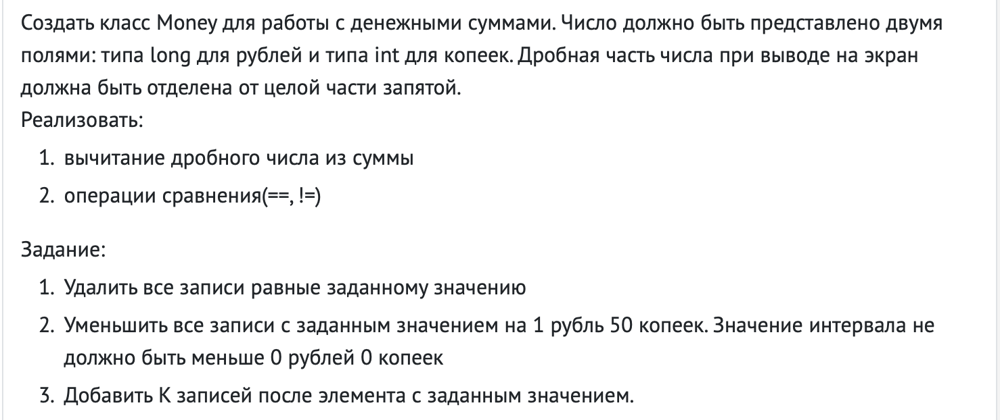 Создать класс Money для работы с денежными суммами. Число должно быть представлено двумя
полями: типа long для рублей и типа int для копеек. Дробная часть числа при выводе на экран
должна быть отделена от целой части запятой.
Реализовать:
1. вычитание дробного числа из суммы
2. операции сравнения(==, !=)
Задание:
1. Удалить все записи равные заданному значению
2. Уменьшить все записи с заданным значением на 1 рубль 50 копеек. Значение интервала не
должно быть меньше 0 рублей 0 копеек
3. Добавить К записей после элемента с заданным значением.